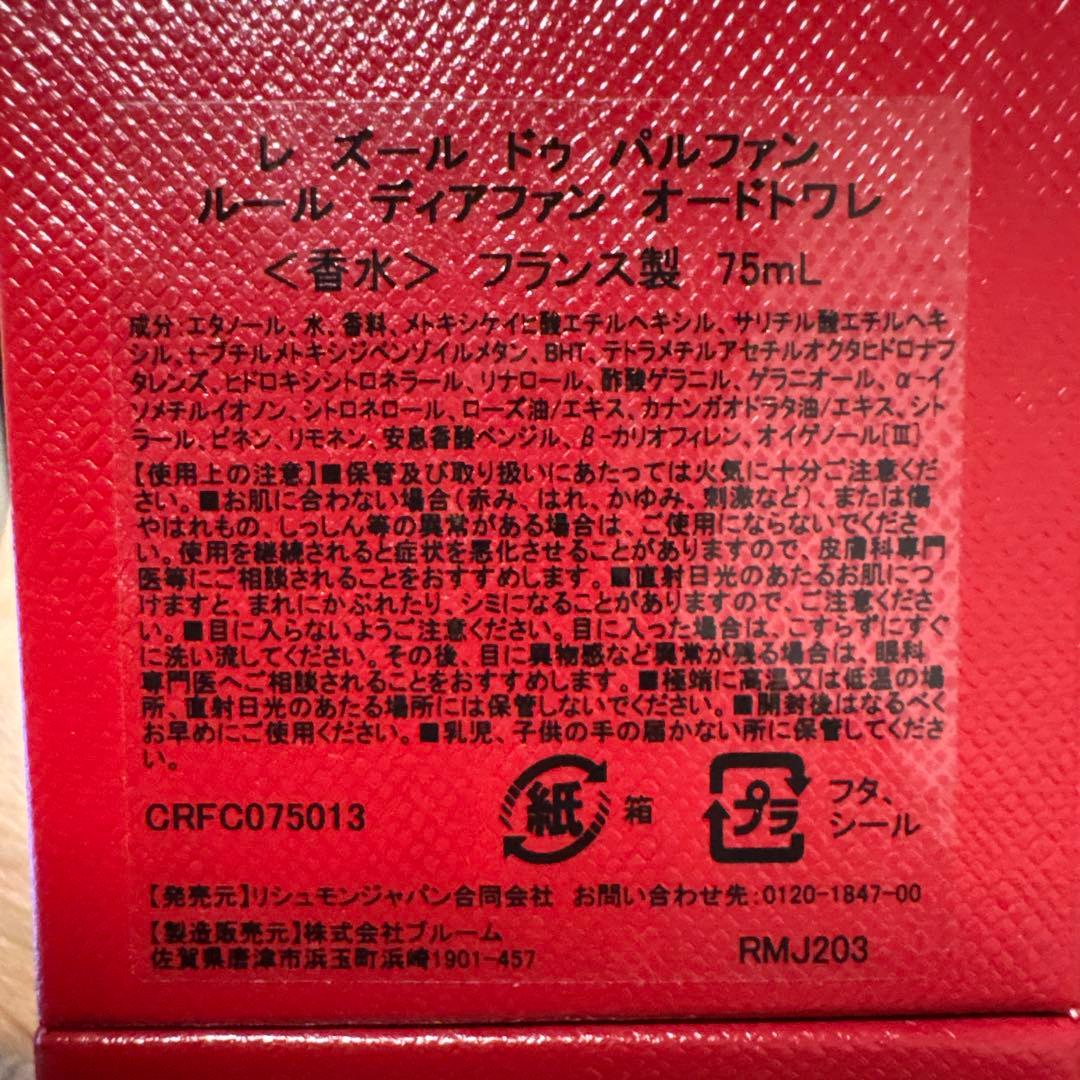 レ ズール ドゥ パルファン
ルール ディアファン オードトワレ
＜香水＞ フランス製 75mL
成分:エタノール、水、香料、メトキシケイヒ酸エチルヘキシル、サリチル酸エチルヘキ
シル、t-ブチルメトキシジベンゾイルメタン、BHT、テトラメチルアセチルオクタヒドロナフ
タレンズ、ヒドロキシシトロネラール、リナロール、酢酸ゲラニル、ゲラニオール、α-イ
ソメチルイオノン、シトロネロール、ローズ油/エキス、カナンガオドラタ油/エキス、シト
ラール、ピネン、リモネン、安息香酸ベンジル、β-カリオフィレン、オイゲノール[Ⅲ]
【使用上の注意】■保管及び取り扱いにあたっては火気に十分ご注意くだ
さい。■お肌に合わない場合(赤み、はれ、かゆみ、刺激など)、または傷
やはれもの、しっしん等の異常がある場合は、ご使用にならないでくださ
い。使用を継続されると症状を悪化させることがありますので、皮膚科専門
医等にご相談されることをおすすめします。■直射日光のあたるお肌につ
けますと、まれにかぶれたり、シミになることがありますのでご注意くださ
い。■目に入らないようご注意ください。目に入った場合は、こすらずにすぐ
に洗い流してください。その後、目に異物感など異常が残る場合は、眼科
専門医へご相談されることをおすすめします。■極端に高温又は低温の場
所、直射日光のあたる場所には保管しないでください。■開封後はなるべく
お早めにご使用ください。■乳児、子供の手の届かない所に保管してくださ
い。
CRFC075013
紙 箱
プラ フタ、
シール
【発売元】リシュモンジャパン合同会社 お問い合わせ先:0120-1847-00
【製造販売元】株式会社ブルーム
佐賀県唐津市浜玉町浜崎1901-457
RMJ203